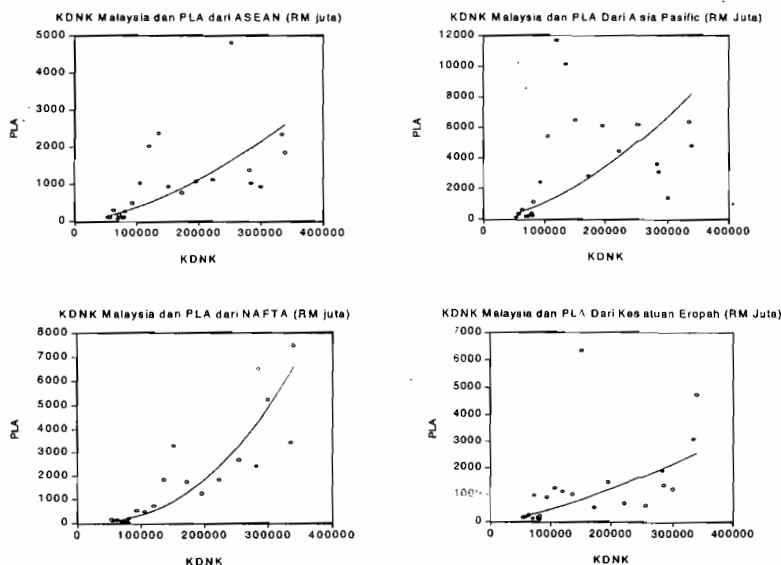 KDNK Malaysia dan PLA dari ASEAN (RM juta)
5000
4000
3000
2000
1000
0
PLA
0 100000 200000 300000 400000
KDNK
KDNK Malaysia dan PLA Dari Asia Pasific (RM Juta)
12000
10000
8000
6000
4000
2000
0
PLA
0 100000 200000 300000 400000
KDNK
KDNK Malaysia dan PLA dari NAFTA (RM juta)
8000
7000
6000
5000
4000
3000
2000
1000
0
PLA
0 100000 200000 300000 400000
KDNK
KDNK Malaysia dan PLA Dari Kesatuan Eropah (RM Juta)
7000
6000
5000
4000
3000
2000
1000
0
PLA
0 100000 200000 300000 400000
KDNK